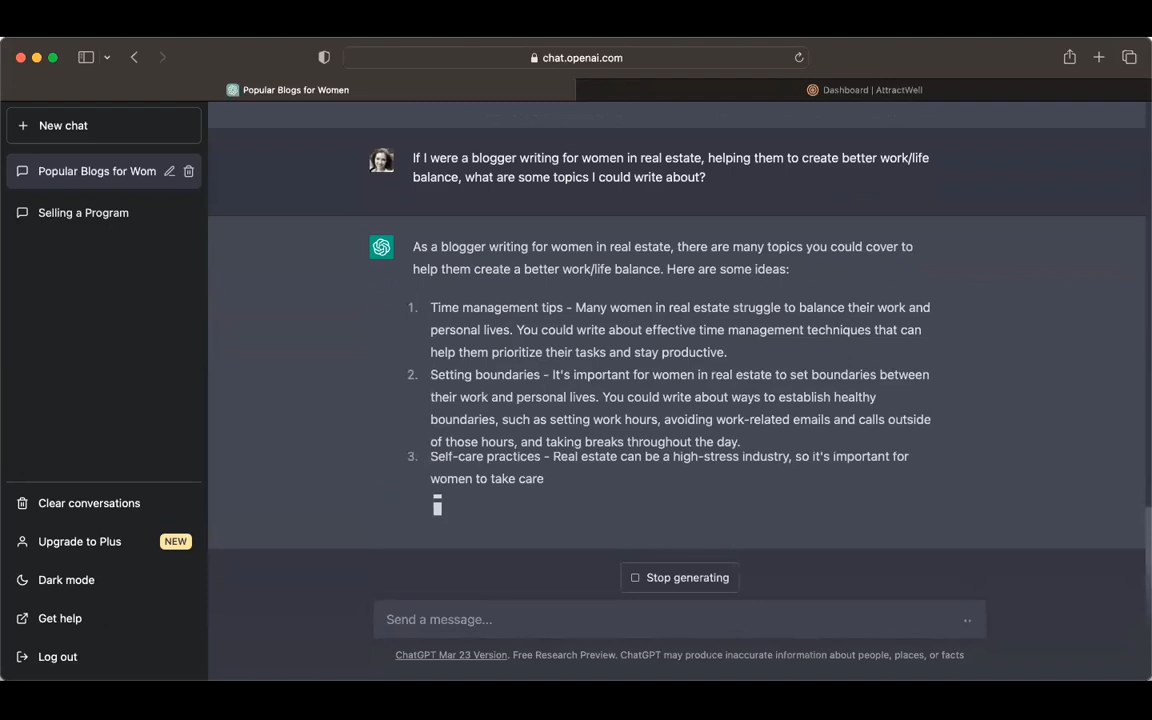 chat.openai.com
Popular Blogs for Women
Dashboard | AttractWell
New chat
Popular Blogs for Wom
Selling a Program
If I were a blogger writing for women in real estate, helping them to create better work/life
balance, what are some topics I could write about?
As a blogger writing for women in real estate, there are many topics you could cover to
help them create a better work/life balance. Here are some ideas:
1. Time management tips - Many women in real estate struggle to balance their work and
personal lives. You could write about effective time management techniques that can
help them prioritize their tasks and stay productive.
2. Setting boundaries - It's important for women in real estate to set boundaries between
their work and personal lives. You could write about ways to establish healthy
boundaries, such as setting work hours, avoiding work-related emails and calls outside
of those hours, and taking breaks throughout the day.
3. Self-care practices - Real estate can be a high-stress industry, so it's important for
women to take care
Clear conversations
Upgrade to Plus NEW
Dark mode
Get help
Log out
Stop generating
Send a message...
ChatGPT Mar 23 Version. Free Research Preview. ChatGPT may produce inaccurate information about people, places, or facts